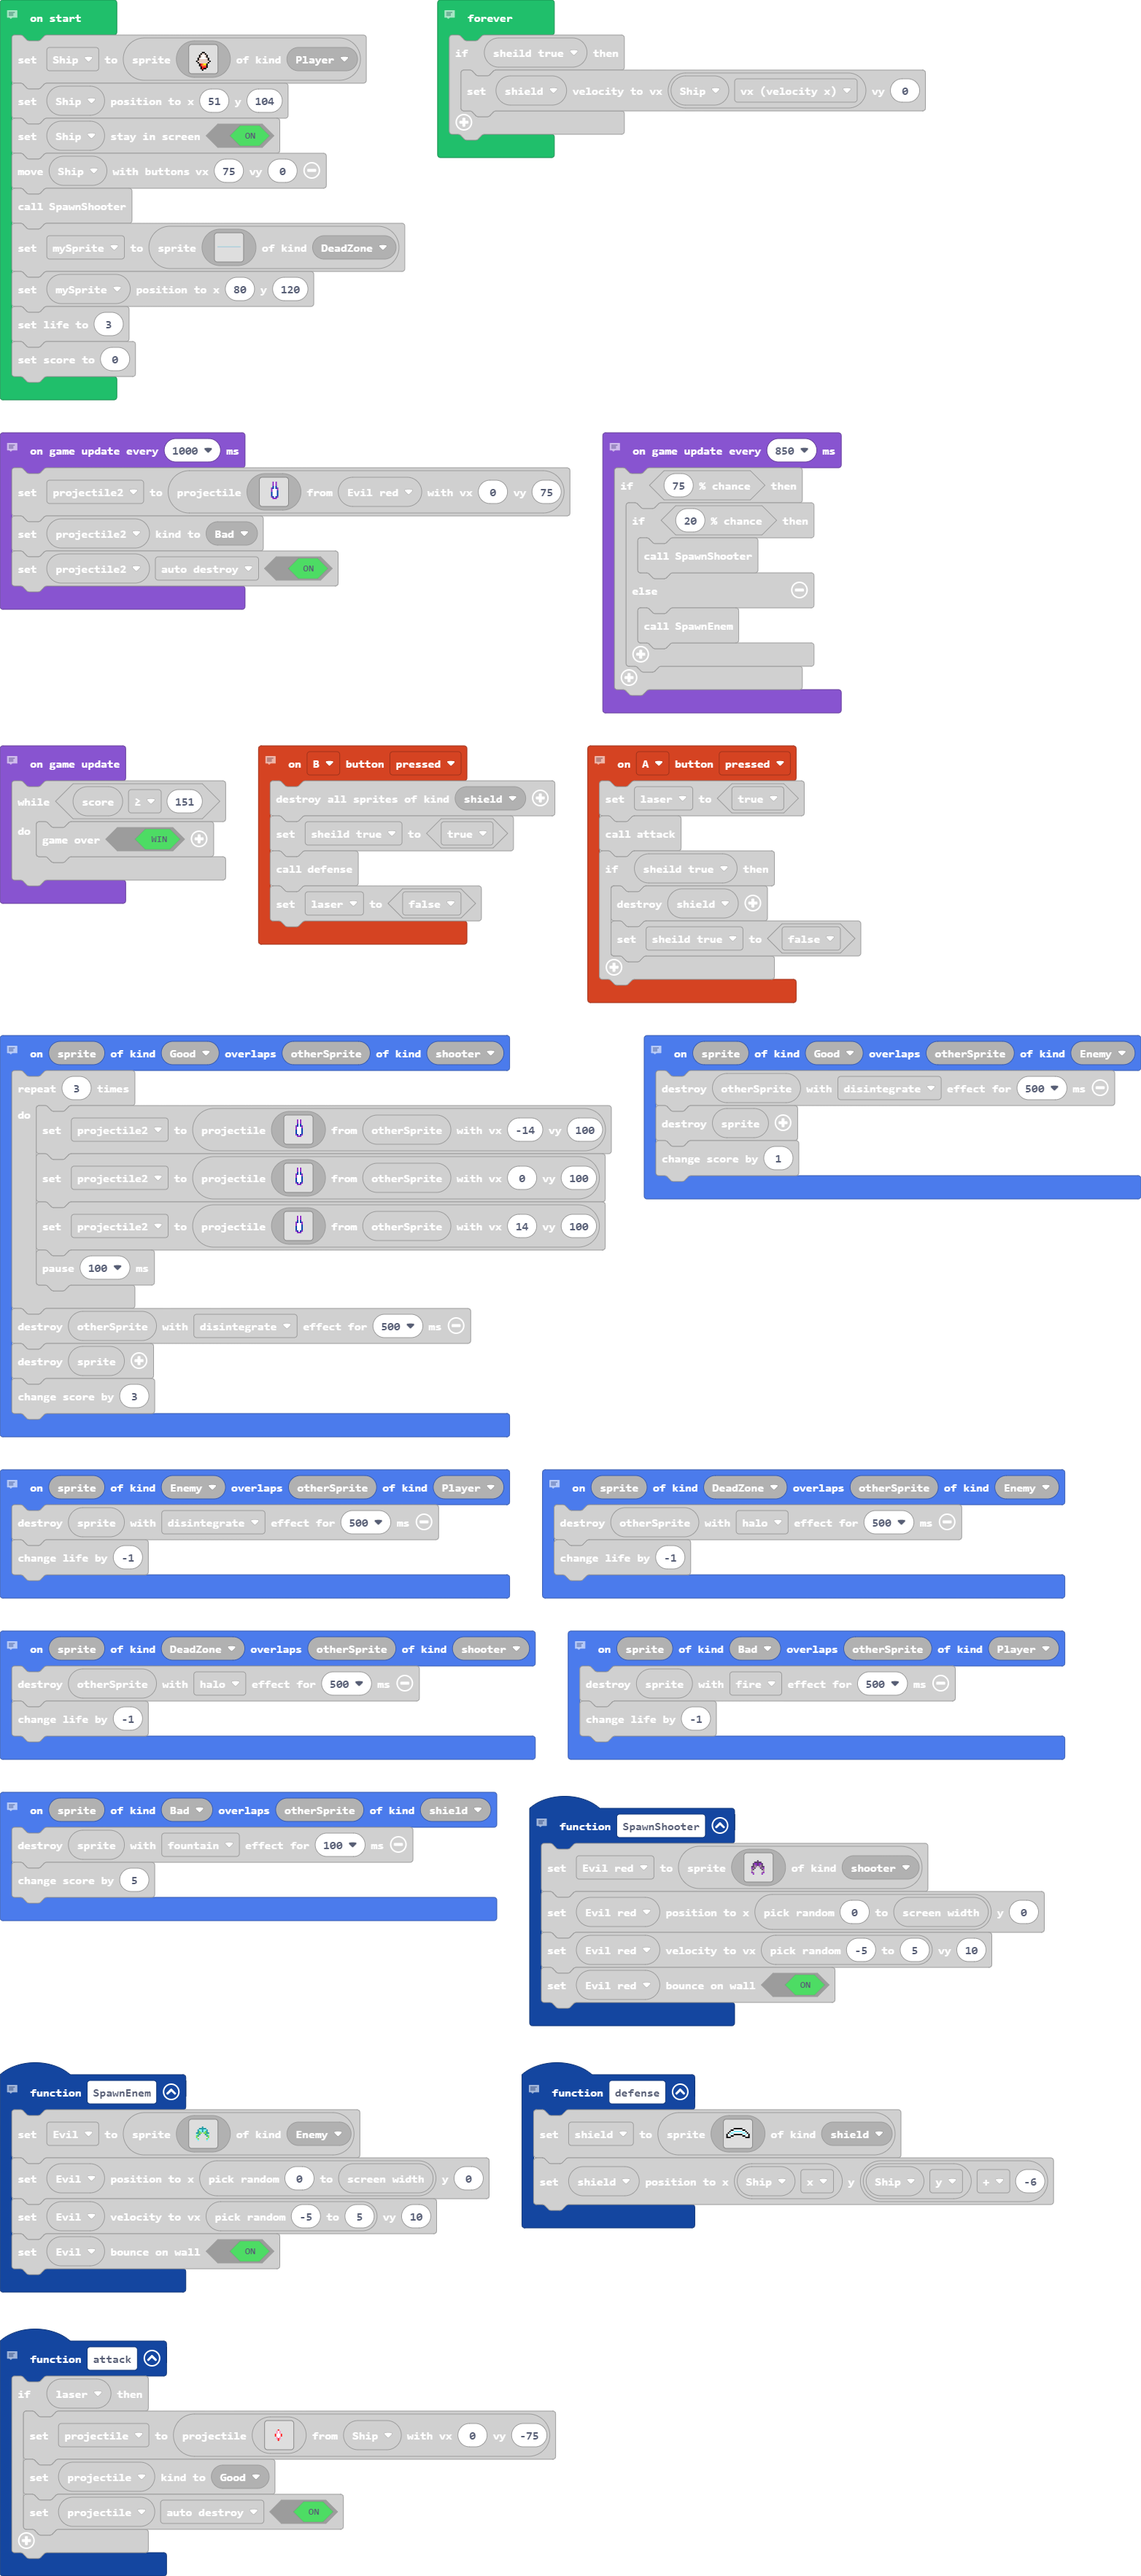 on start
set Ship to sprite of kind Player
set Ship position to x 51 y 104
set Ship stay in screen ON
move Ship with buttons vx 75 vy 0
call SpawnShooter
set mySprite to sprite of kind DeadZone
set mySprite position to x 80 y 120
set life to 3
set score to 0
forever
if sheild true then
set shield velocity to vx Ship vx (velocity x) vy 0
on game update every 1000 ms
set projectile2 to projectile from Evil red with vx 0 vy 75
set projectile2 kind to Bad
set projectile2 auto destroy ON
on game update every 850 ms
if 75 % chance then
if 20 % chance then
call SpawnShooter
else
call SpawnEnem
on game update
while score ≥ 151
do game over WIN
on B button pressed
destroy all sprites of kind shield
set sheild true to true
call defense
set laser to false
on A button pressed
set laser to true
call attack
if sheild true then
destroy shield
set sheild true to false
on sprite of kind Good overlaps otherSprite of kind shooter
repeat 3 times
do set projectile2 to projectile from otherSprite with vx -14 vy 100
set projectile2 to projectile from otherSprite with vx 0 vy 100
set projectile2 to projectile from otherSprite with vx 14 vy 100
pause 100 ms
destroy otherSprite with disintegrate effect for 500 ms
destroy sprite
change score by 3
on sprite of kind Good overlaps otherSprite of kind Enemy
destroy otherSprite with disintegrate effect for 500 ms
destroy sprite
change score by 1
on sprite of kind Enemy overlaps otherSprite of kind Player
destroy sprite with disintegrate effect for 500 ms
change life by -1
on sprite of kind DeadZone overlaps otherSprite of kind Enemy
destroy otherSprite with halo effect for 500 ms
change life by -1
on sprite of kind DeadZone overlaps otherSprite of kind shooter
destroy otherSprite with halo effect for 500 ms
change life by -1
on sprite of kind Bad overlaps otherSprite of kind Player
destroy sprite with fire effect for 500 ms
change life by -1
on sprite of kind Bad overlaps otherSprite of kind shield
destroy sprite with fountain effect for 100 ms
change score by 5
function SpawnShooter
set Evil red to sprite of kind shooter
set Evil red position to x pick random 0 to screen width y 0
set Evil red velocity to vx pick random -5 to 5 vy 10
set Evil red bounce on wall ON
function SpawnEnem
set Evil to sprite of kind Enemy
set Evil position to x pick random 0 to screen width y 0
set Evil velocity to vx pick random -5 to 5 vy 10
set Evil bounce on wall ON
function defense
set shield to sprite of kind shield
set shield position to x Ship x y Ship y + -6
function attack
if laser then
set projectile to projectile from Ship with vx 0 vy -75
set projectile kind to Good
set projectile auto destroy ON